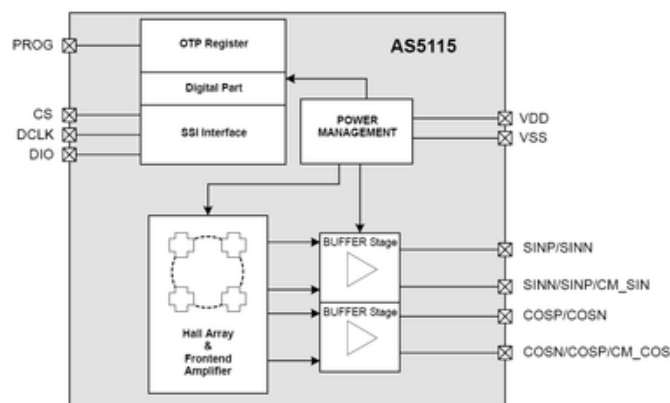 AS5115
PROG
OTP Register
Digital Part
CS
DCLK
DIO
SSI Interface
POWER
MANAGEMENT
VDD
VSS
BUFFER Stage
SINP/SINN
SINN/SINP/CM_SIN
BUFFER Stage
COSP/COSN
COSN/COSP/CM_COS
Hall Array
&
Frontend
Amplifier